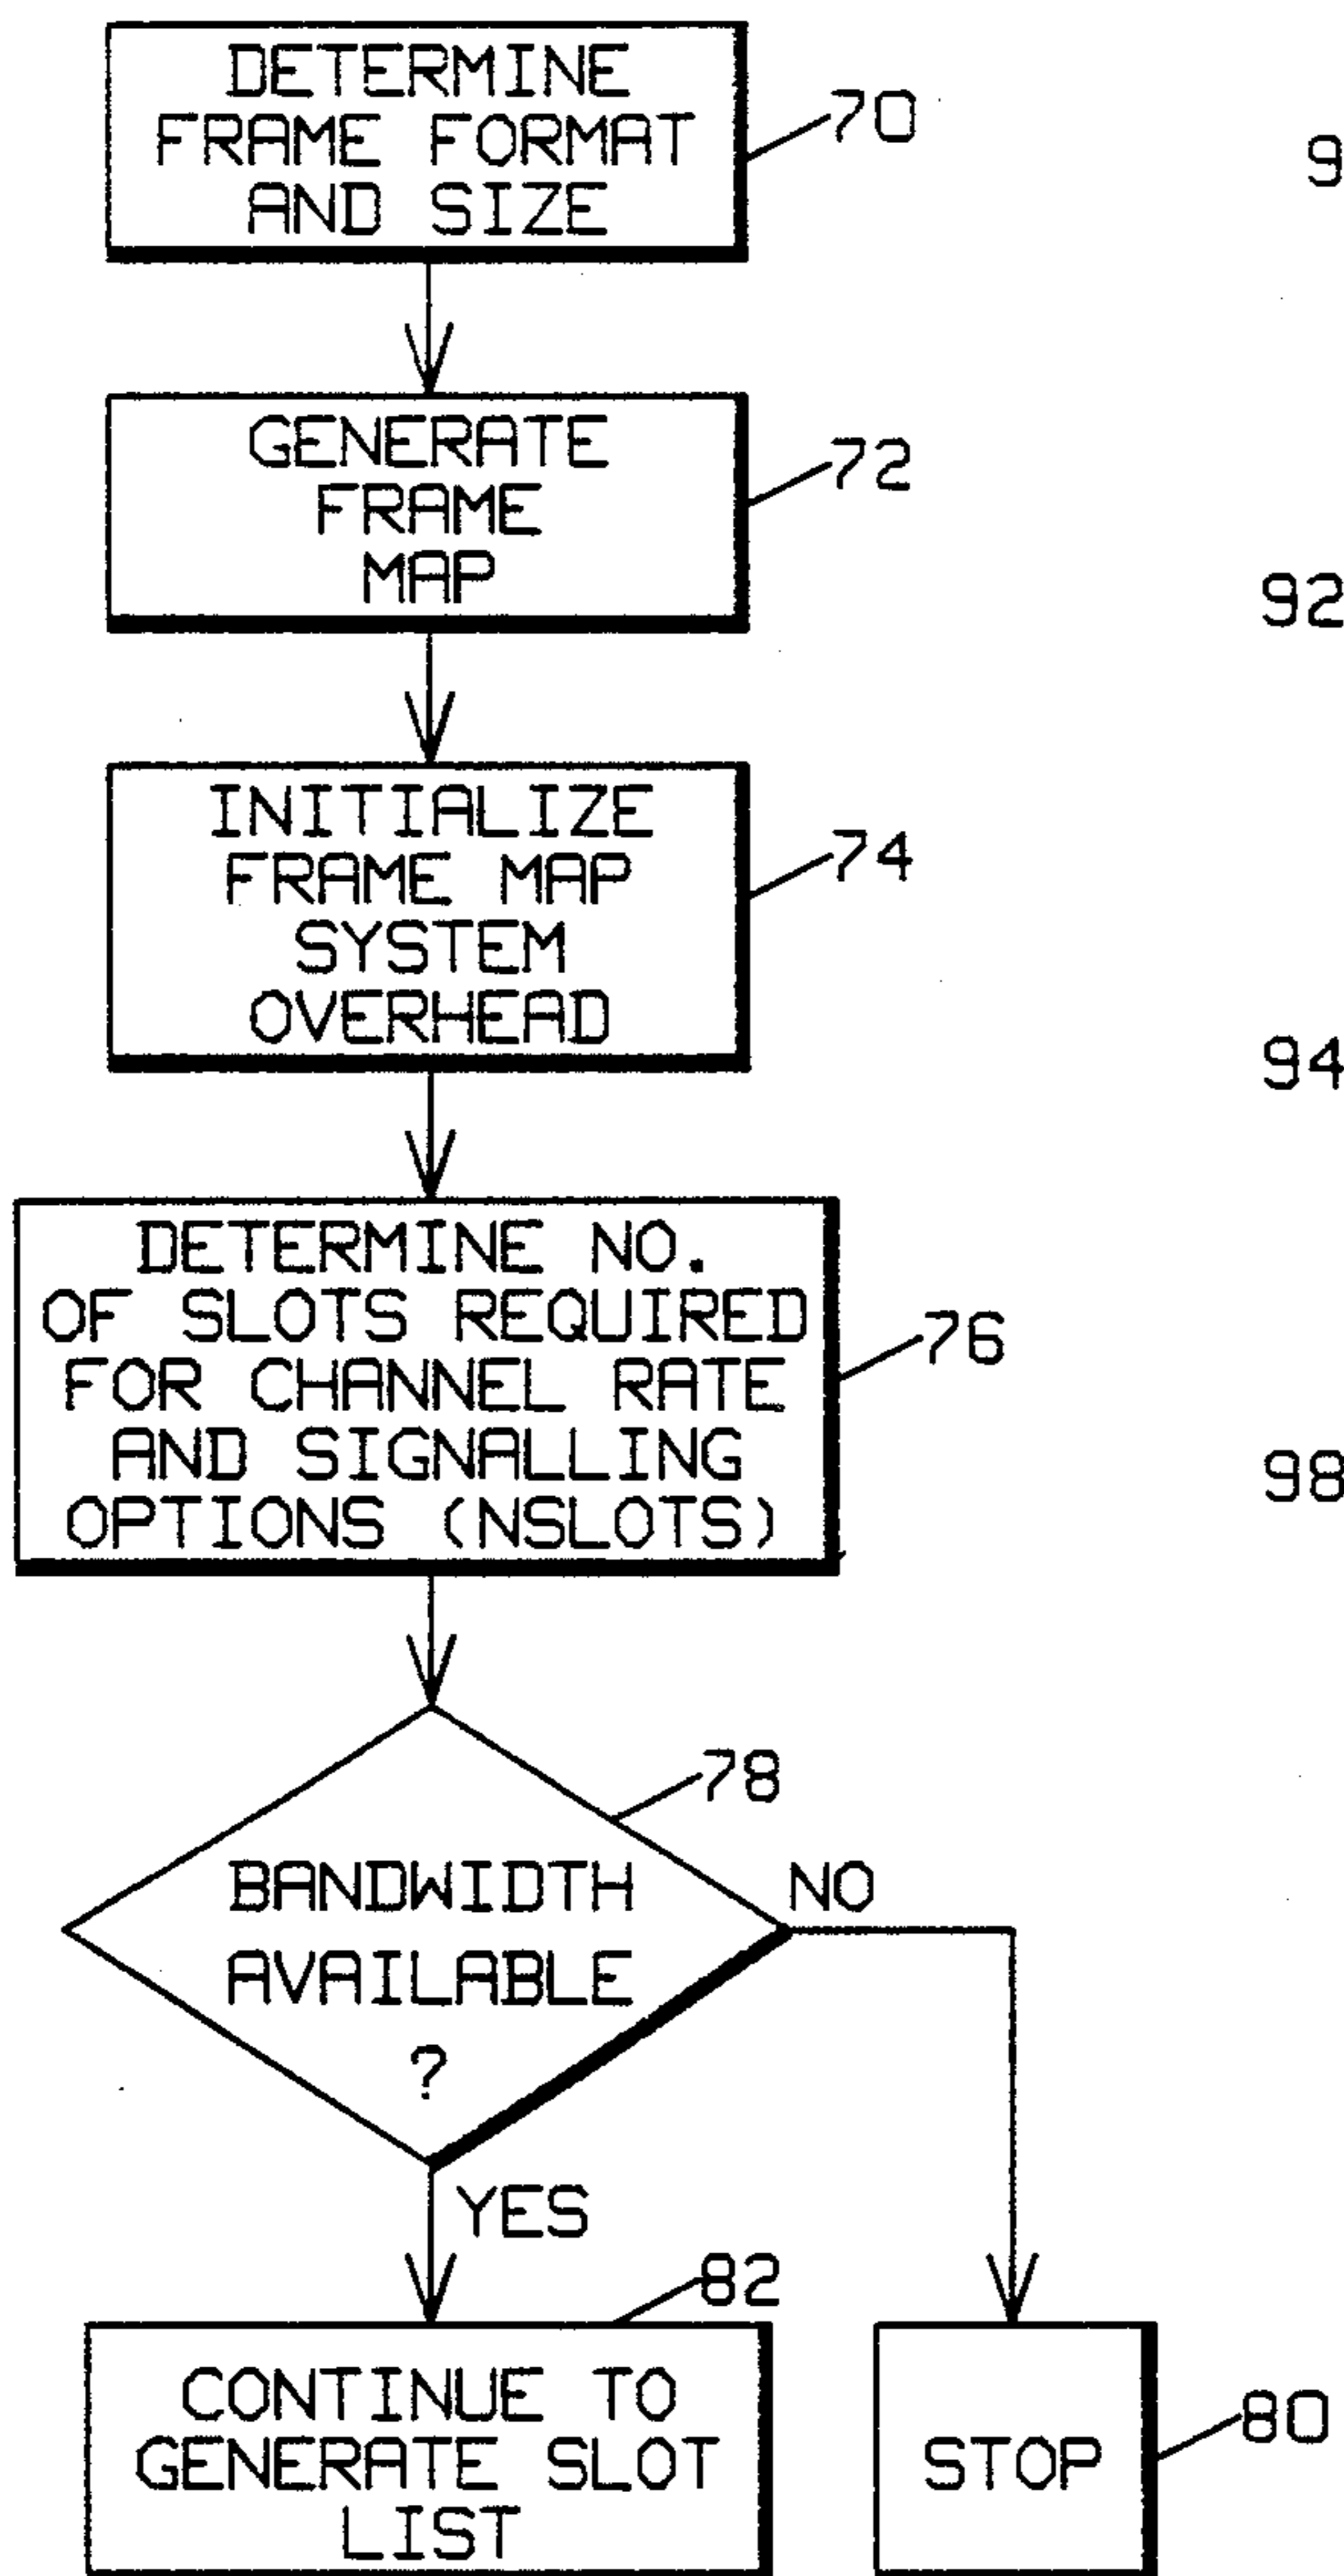 DETERMINE
FRAME FORMAT
AND SIZE
70
GENERATE
FRAME
MAP
72
INITIALIZE
FRAME MAP
SYSTEM
OVERHEAD
74
DETERMINE NO.
OF SLOTS REQUIRED
FOR CHANNEL RATE
AND SIGNALLING
OPTIONS (NSLOTS)
76
78
BANDWIDTH
AVAILABLE
?
NO
YES
82
CONTINUE TO
GENERATE SLOT
LIST
STOP
80
9
92
94
98